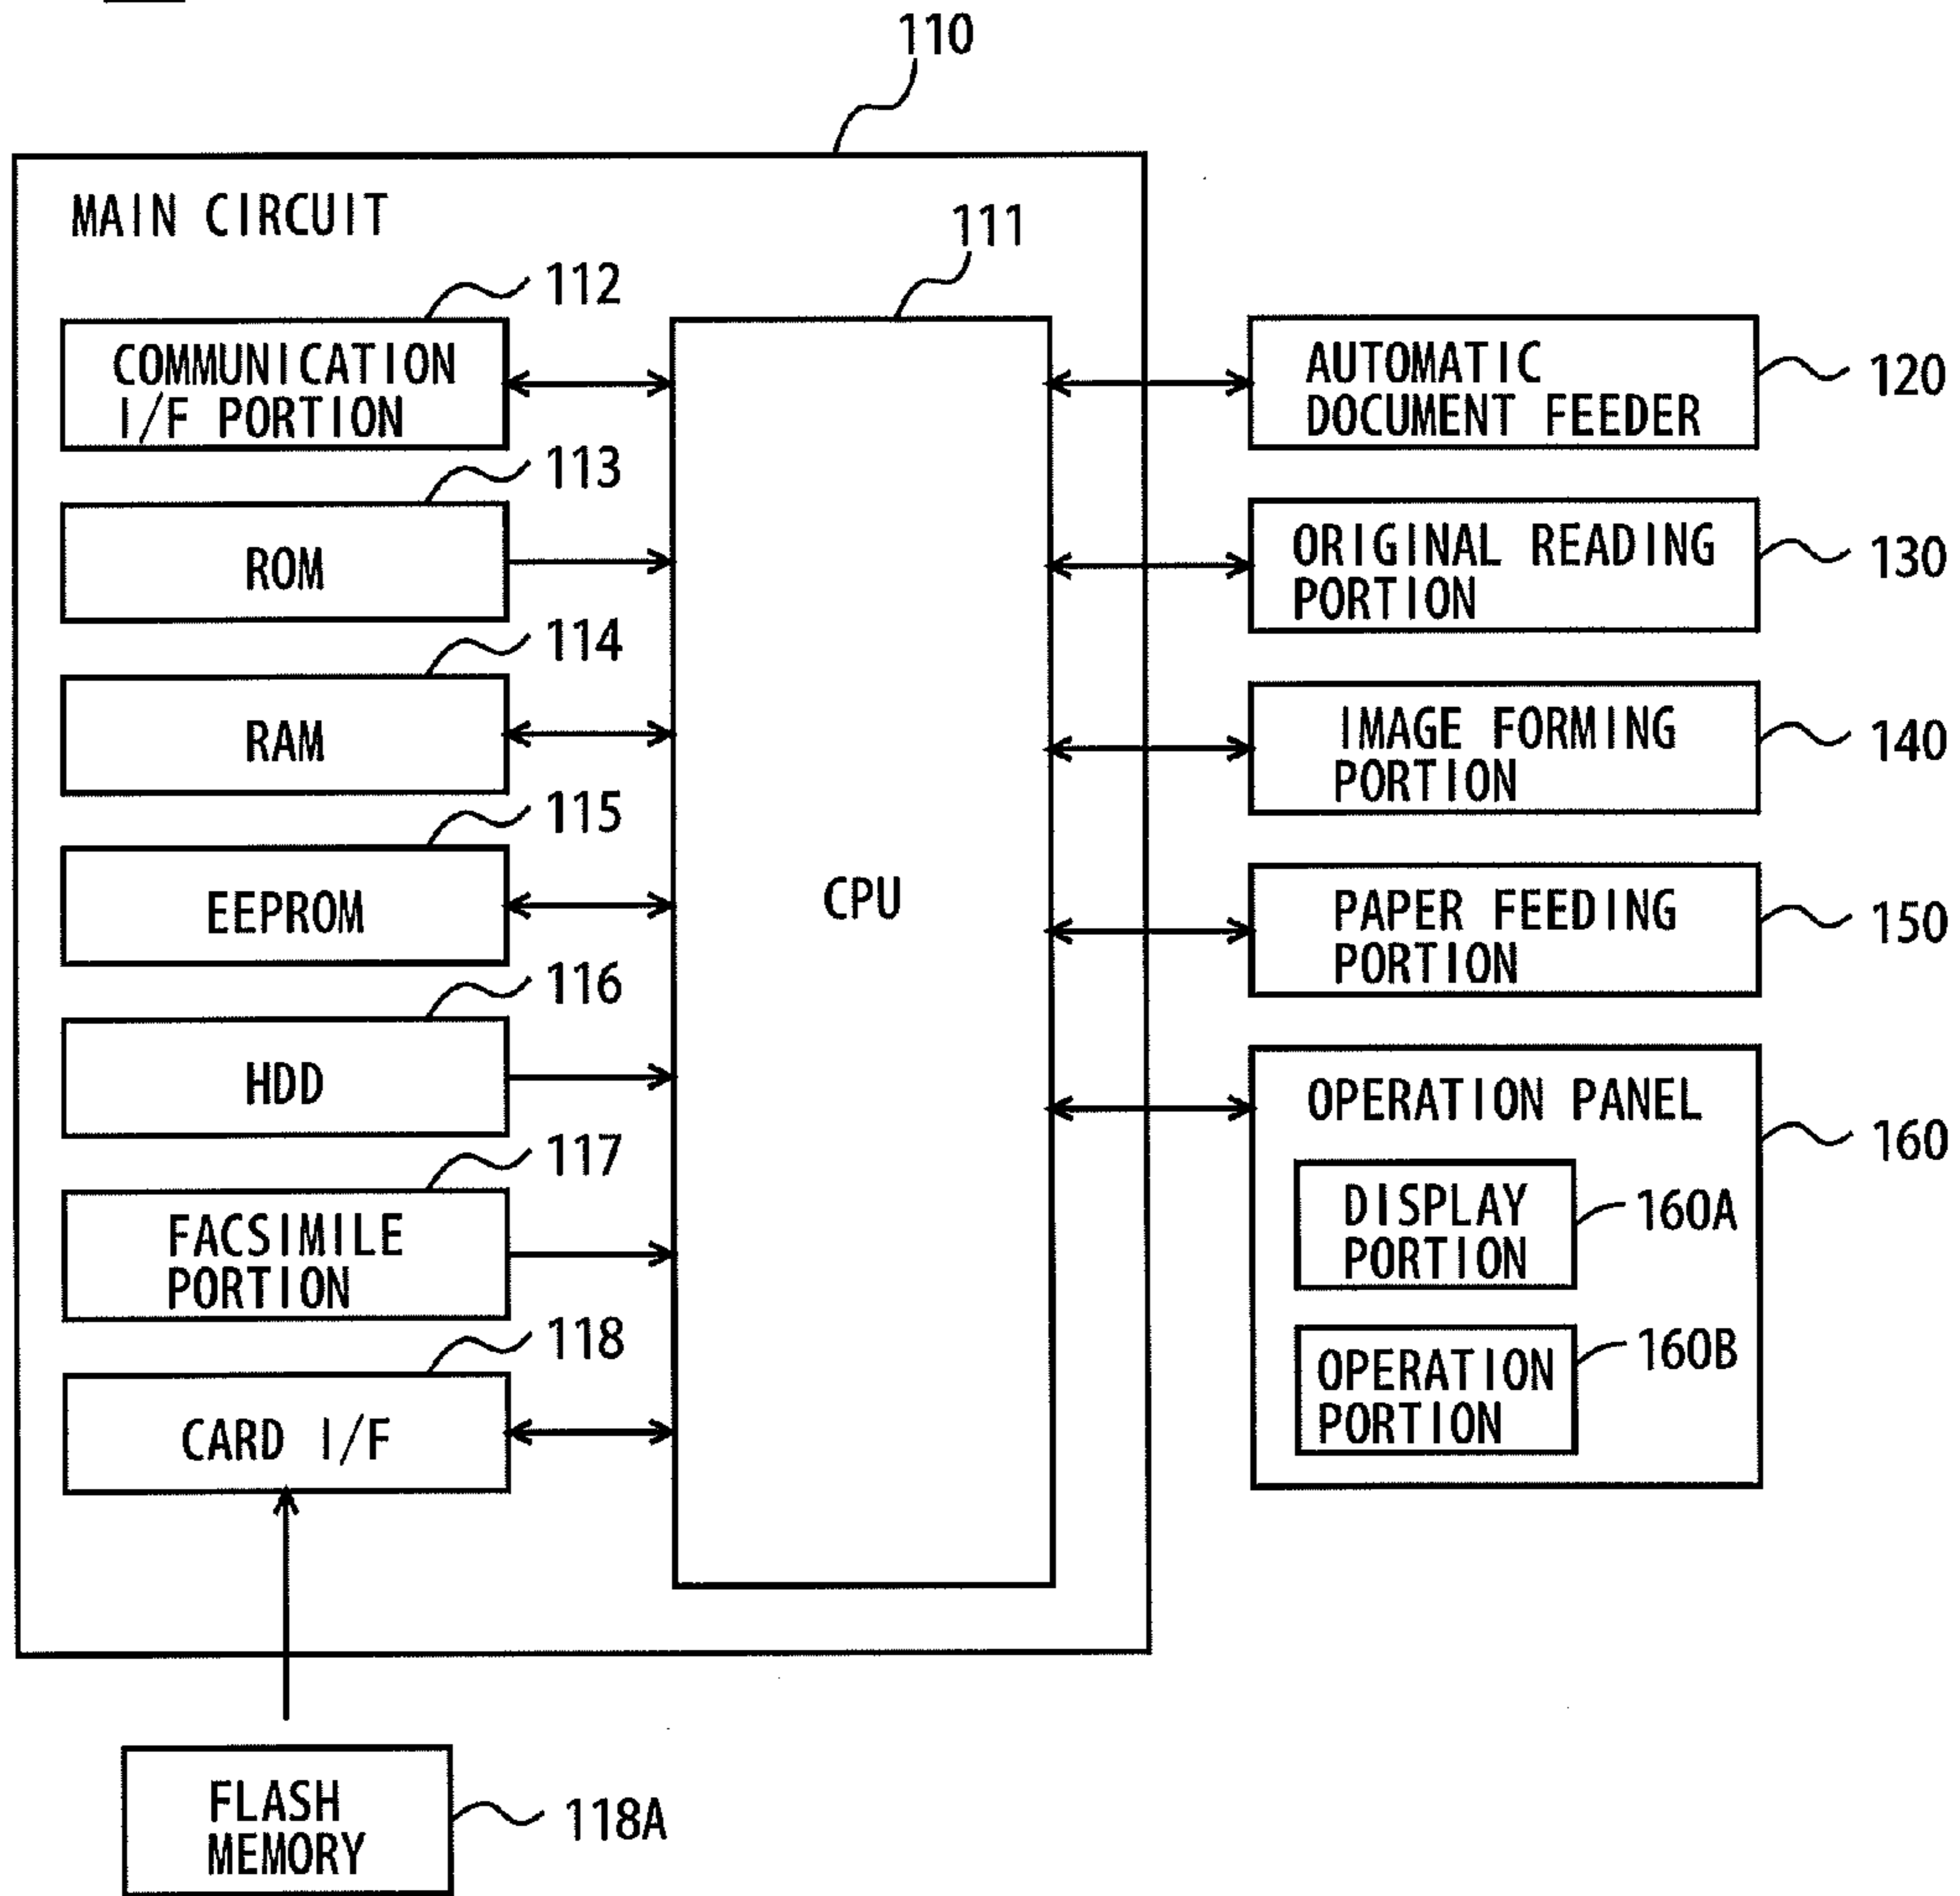 110
MAIN CIRCUIT
111
112
COMMUNICATION
I/F PORTION
113
ROM
114
RAM
115
EEPROM
116
HDD
117
FACSIMILE
PORTION
118
CARD I/F
CPU
AUTOMATIC
DOCUMENT FEEDER
120
ORIGINAL READING
PORTION
130
IMAGE FORMING
PORTION
140
PAPER FEEDING
PORTION
150
OPERATION PANEL
160
DISPLAY
PORTION
160A
OPERATION
PORTION
160B
FLASH
MEMORY
118A